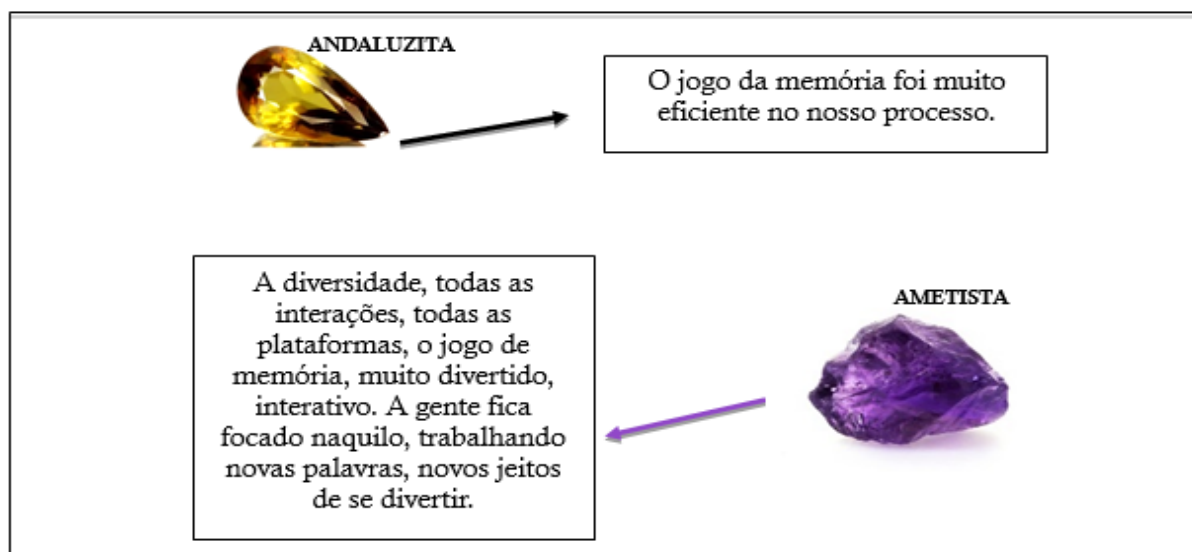 ANDALUZITA
O jogo da memória foi muito
eficiente no nosso processo.
A diversidade, todas as
interações, todas as
plataformas, o jogo de
memória, muito divertido,
interativo. A gente fica
focado naquilo, trabalhando
novas palavras, novos jeitos
de se divertir.
AMETISTA